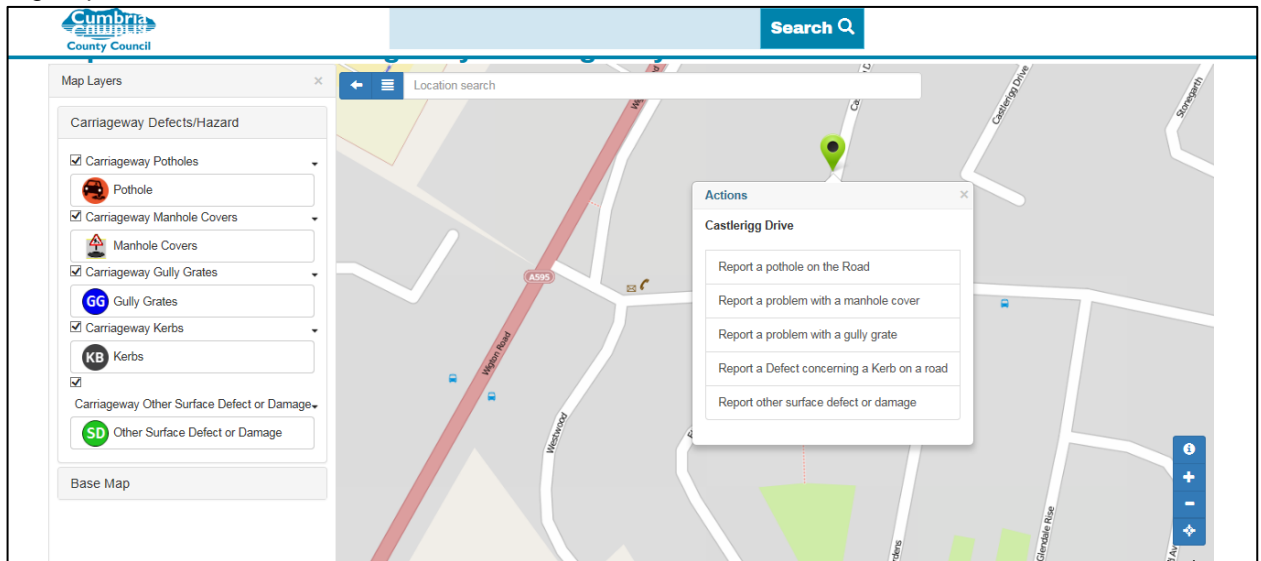 Cumbria
County Council
Search
Map Layers
×
Location search
Carriageway Defects/Hazard
Carriageway Potholes
Pothole
Carriageway Manhole Covers
Manhole Covers
Carriageway Gully Grates
GG Gully Grates
Carriageway Kerbs
KB Kerbs
Carriageway Other Surface Defect or Damage
SD Other Surface Defect or Damage
Base Map
Castlerigg Drive
Stonegarth
A595
Wigton Road
Westwood
Glendale Rise
Actions
×
Castlerigg Drive
Report a pothole on the Road
Report a problem with a manhole cover
Report a problem with a gully grate
Report a Defect concerning a Kerb on a road
Report other surface defect or damage